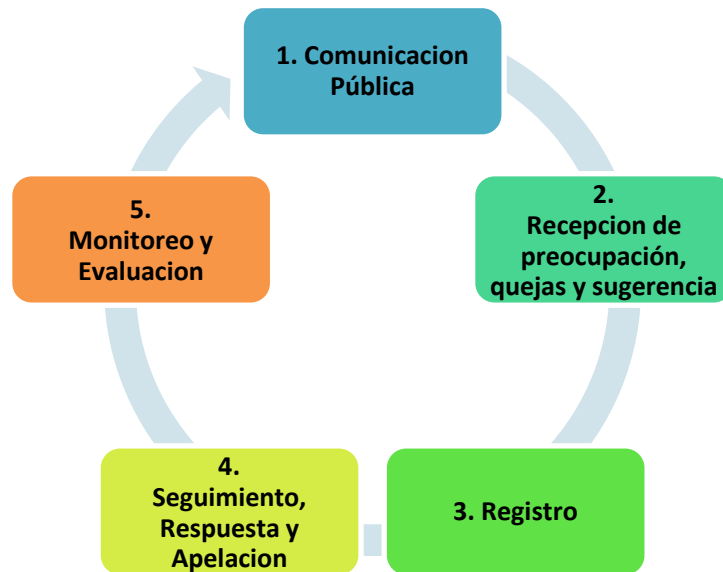 1. Comunicacion
Pública
2.
Recepcion de
preocupación,
quejas y sugerencia
3. Registro
4.
Seguimiento,
Respuesta y
Apelacion
5.
Monitoreo y
Evaluacion